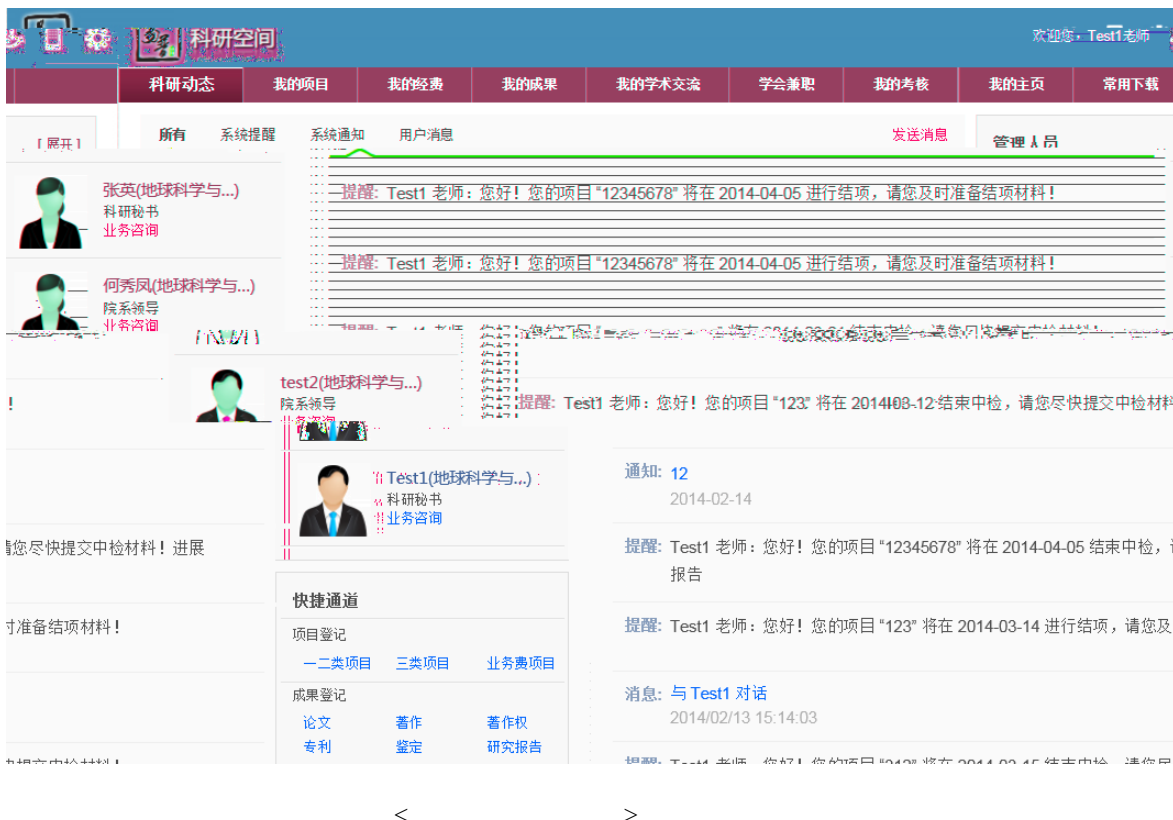 科研空间
欢迎您，Test1老师
科研动态 我的项目 我的经费 我的成果 我的学术交流 学会兼职 我的考核 我的主页 常用下载
[展开]
所有 系统提醒 系统通知 用户消息 发送消息
管理人员
张英(地球科学与...)
科研秘书
业务咨询
提醒: Test1 老师：您好！您的项目 “12345678” 将在 2014-04-05 进行结项，请您及时准备结项材料！
何秀凤(地球科学与...)
院系领导
业务咨询
提醒: Test1 老师：您好！您的项目 “12345678” 将在 2014-04-05 进行结项，请您及时准备结项材料！
test2(地球科学与...)
院系领导
！
提醒: Test1 老师：您好！您的项目 “123” 将在 结束中检，请您尽快提交中检材料
Test1(地球科学与...)
科研秘书
业务咨询
通知: 12
2014-02-14
您尽快提交中检材料！进展
提醒: Test1 老师：您好！您的项目 “12345678” 将在 2014-04-05 结束中检，
报告
快捷通道
项目登记
一二类项目 三类项目 业务费项目
时准备结项材料！
提醒: Test1 老师：您好！您的项目 “123” 将在 2014-03-14 进行结项，请您及
成果登记
论文 著作 著作权
专利 鉴定 研究报告
消息: 与 Test1 对话
2014/02/13 15:14:03
< >